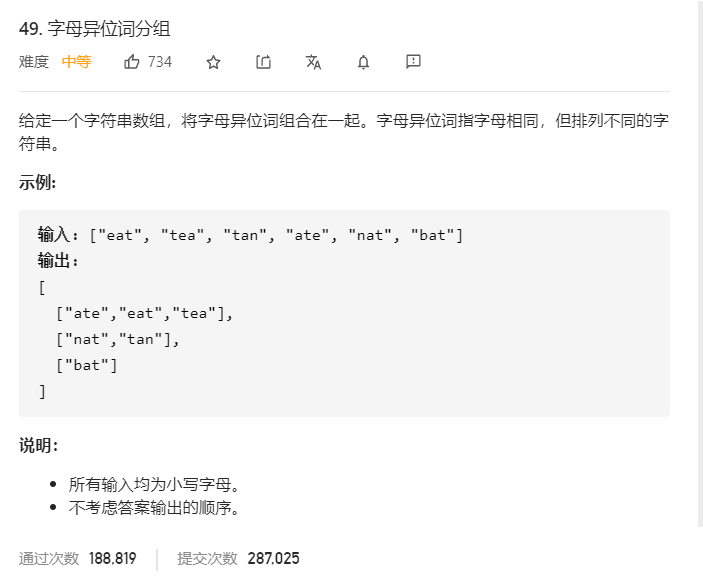 49. 字母异位词分组
难度 中等 734
给定一个字符串数组，将字母异位词组合在一起。字母异位词指字母相同，但排列不同的字
符串。
示例:
输入: ["eat", "tea", "tan", "ate", "nat", "bat"]
输出:
[
  ["ate","eat","tea"],
  ["nat","tan"],
  ["bat"]
]
说明：
所有输入均为小写字母。
不考虑答案输出的顺序。
通过次数 188,819 提交次数 287,025